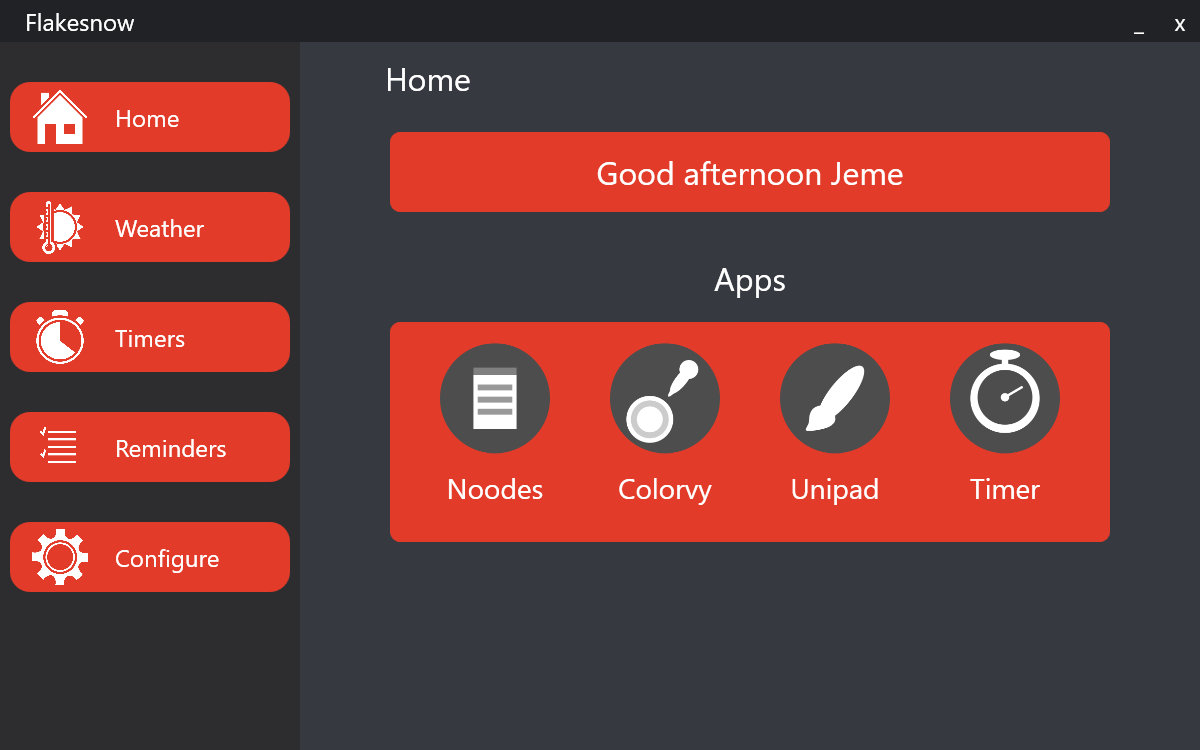 Flakesnow
_ x
Home
Weather
Timers
Reminders
Configure
Home
Good afternoon Jeme
Apps
Noodes Colorvy Unipad Timer